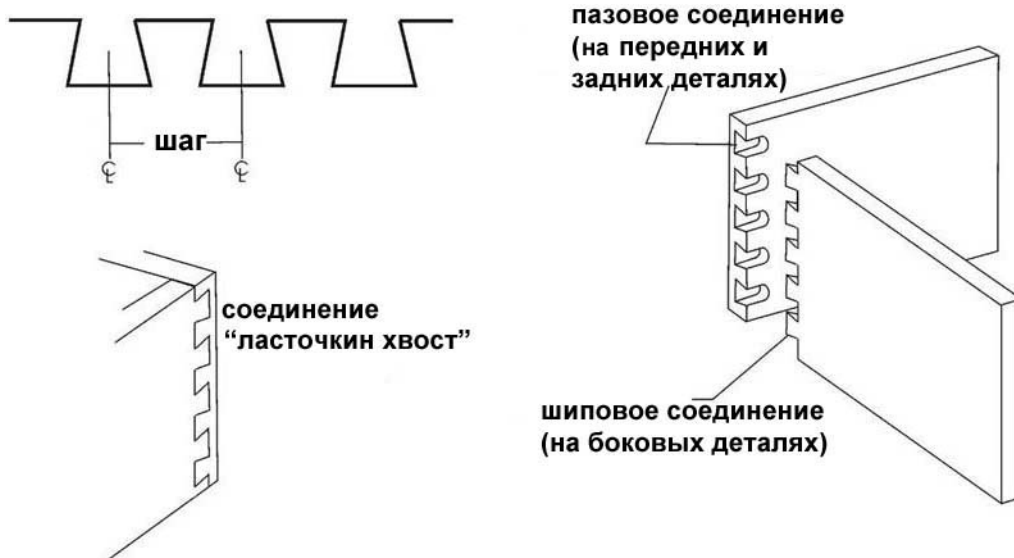 шаг
℄
℄
соединение
“ласточкин хвост”
пазовое соединение
(на передних и
задних деталях)
шиповое соединение
(на боковых деталях)